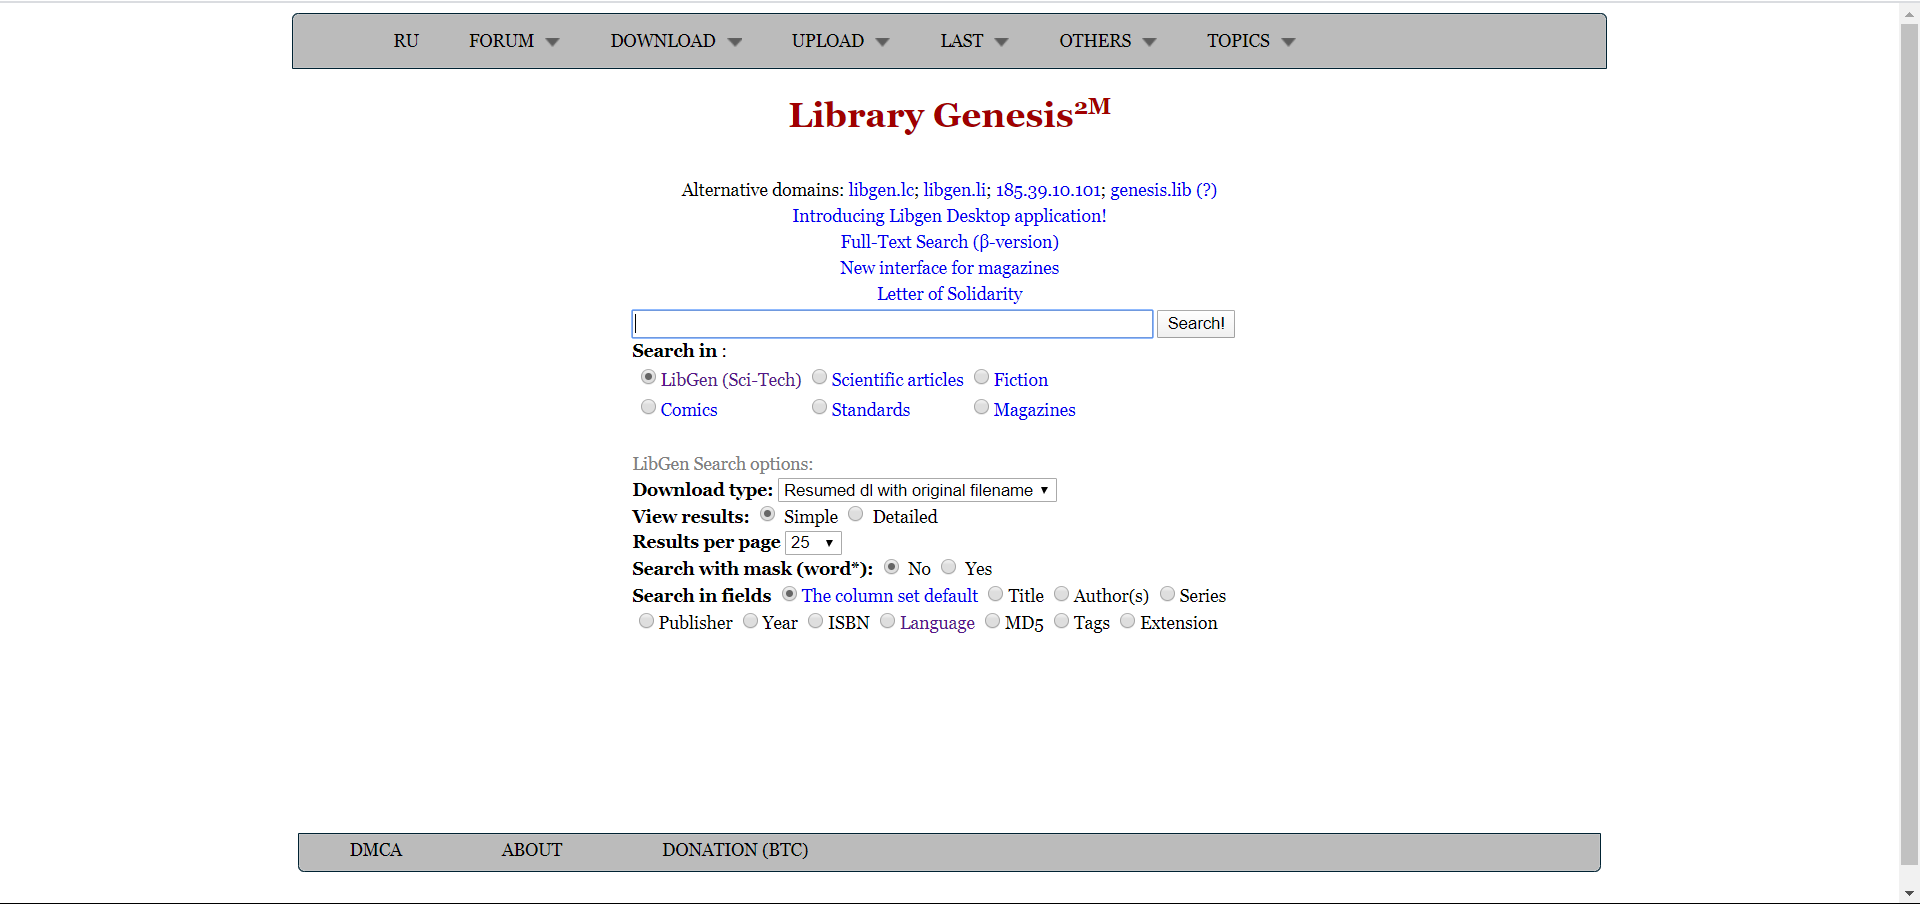 RU FORUM DOWNLOAD UPLOAD LAST OTHERS TOPICS
Library Genesis2M
Alternative domains: libgen.lc; libgen.li; 185.39.10.101; genesis.lib (?)
Introducing Libgen Desktop application!
Full-Text Search (β-version)
New interface for magazines
Letter of Solidarity
Search!
Search in :
LibGen (Sci-Tech) Scientific articles Fiction
Comics Standards Magazines
LibGen Search options:
Download type: Resumed dl with original filename
View results: Simple Detailed
Results per page 25
Search with mask (word*): No Yes
Search in fields The column set default Title Author(s) Series
Publisher Year ISBN Language MD5 Tags Extension
DMCA ABOUT DONATION (BTC)